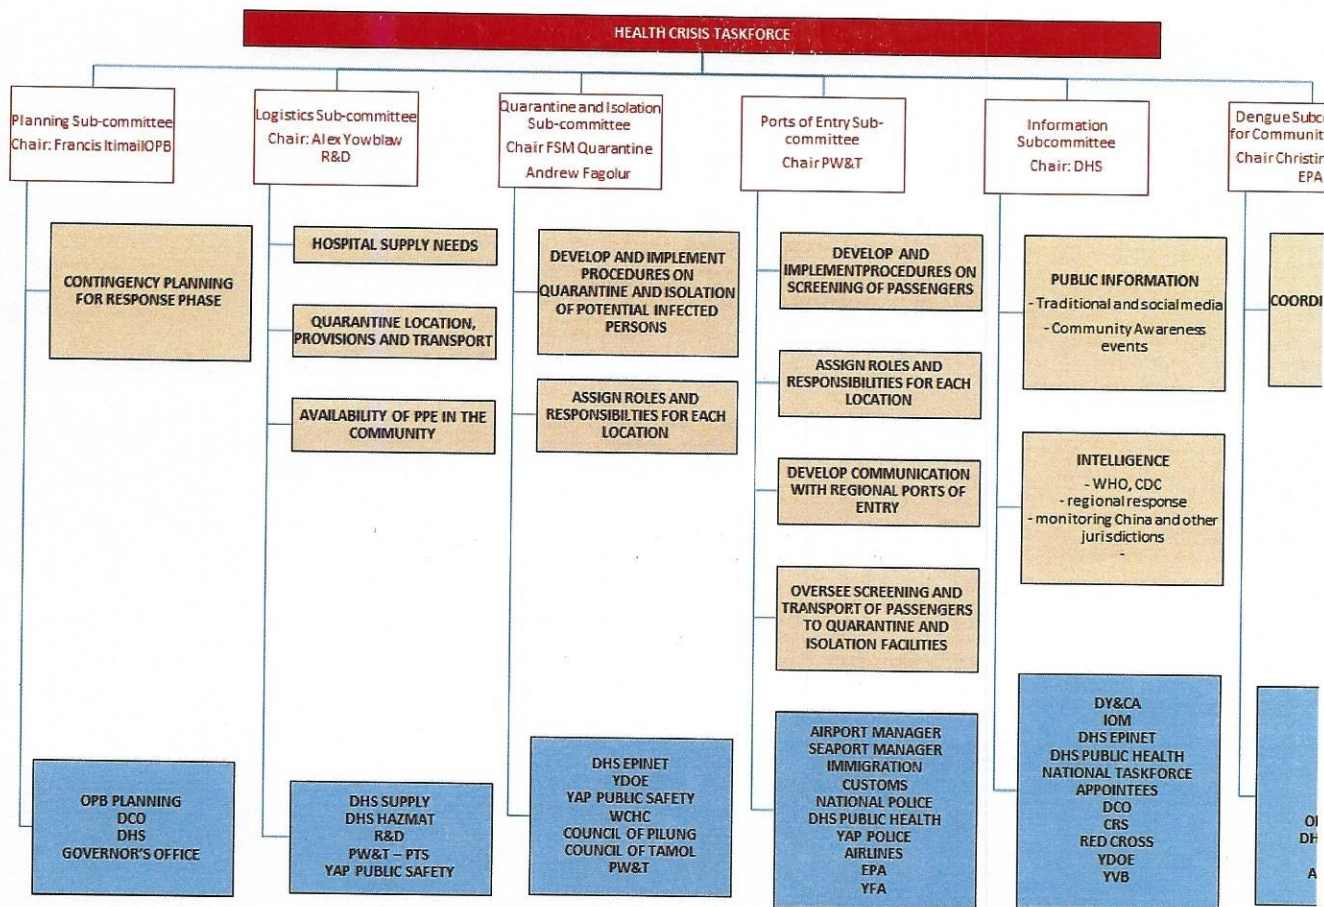 HEALTH CRISIS TASKFORCE
Planning Sub-committee
Chair: Francis ItimailOPB
CONTINGENCY PLANNING
FOR RESPONSE PHASE
OPB PLANNING
DCO
DHS
GOVERNOR'S OFFICE
Logistics Sub-committee
Chair: Alex Yowblaw
R&D
HOSPITAL SUPPLY NEEDS
QUARANTINE LOCATION,
PROVISIONS AND TRANSPORT
AVAILABILITY OF PPE IN THE
COMMUNITY
DHS SUPPLY
DHS HAZMAT
R&D
PW&T – PTS
YAP PUBLIC SAFETY
Quarantine and Isolation
Sub-committee
Chair FSM Quarantine
Andrew Fagolur
DEVELOP AND IMPLEMENT
PROCEDURES ON
QUARANTINE AND ISOLATION
OF POTENTIAL INFECTED
PERSONS
ASSIGN ROLES AND
RESPONSIBILTIES FOR EACH
LOCATION
DHS EPINET
YDOE
YAP PUBLIC SAFETY
WCHC
COUNCIL OF PILUNG
COUNCIL OF TAMOL
PW&T
Ports of Entry Sub-
committee
Chair PW&T
DEVELOP AND
IMPLEMENTPROCEDURES ON
SCREENING OF PASSENGERS
ASSIGN ROLES AND
RESPONSIBILITIES FOR EACH
LOCATION
DEVELOP COMMUNICATION
WITH REGIONAL PORTS OF
ENTRY
OVERSEE SCREENING AND
TRANSPORT OF PASSENGERS
TO QUARANTINE AND
ISOLATION FACILITIES
AIRPORT MANAGER
SEAPORT MANAGER
IMMIGRATION
CUSTOMS
NATIONAL POLICE
DHS PUBLIC HEALTH
YAP POLICE
AIRLINES
EPA
YFA
Information
Subcommittee
Chair: DHS
PUBLIC INFORMATION
- Traditional and social media
- Community Awareness
events
INTELLIGENCE
- WHO, CDC
- regional response
- monitoring China and other
jurisdictions
-
DY&CA
IOM
DHS EPINET
DHS PUBLIC HEALTH
NATIONAL TASKFORCE
APPOINTEES
DCO
CRS
RED CROSS
YDOE
YVB
Dengue Subc
for Communit
Chair Christin
EPA
COORDI